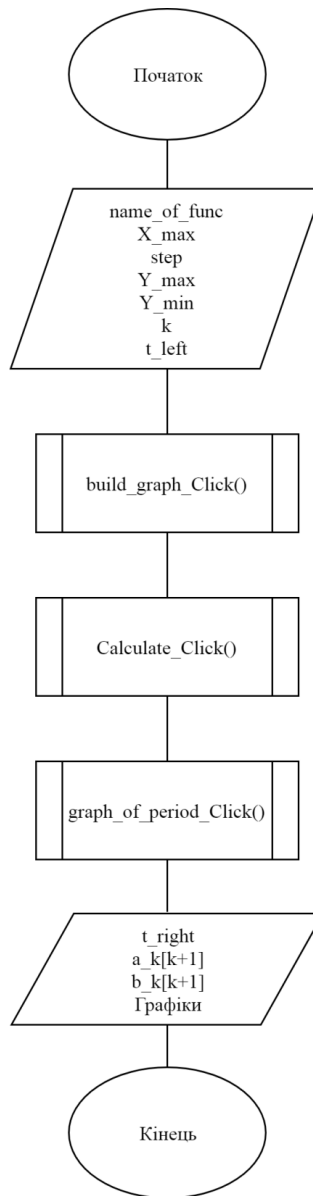 Початок
name_of_func
X_max
step
Y_max
Y_min
k
t_left
build_graph_Click()
Calculate_Click()
graph_of_period_Click()
t_right
a_k[k+1]
b_k[k+1]
Графіки
Кінець